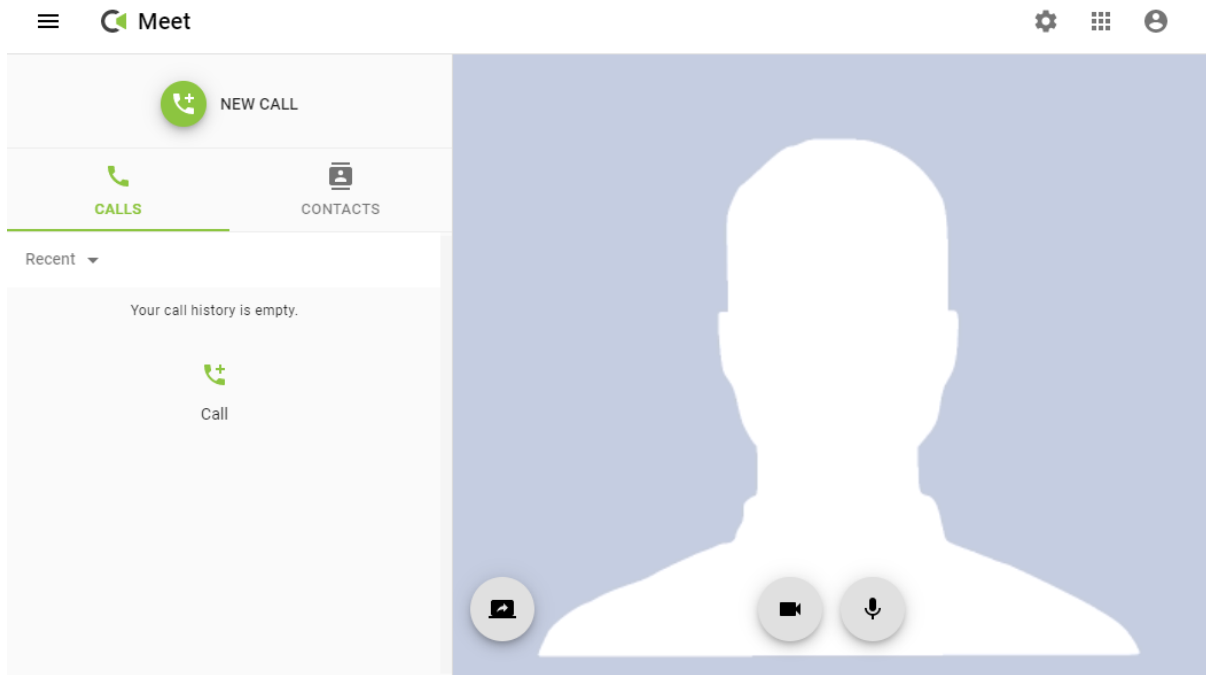 Meet
NEW CALL
CALLS
CONTACTS
Recent
Your call history is empty.
Call